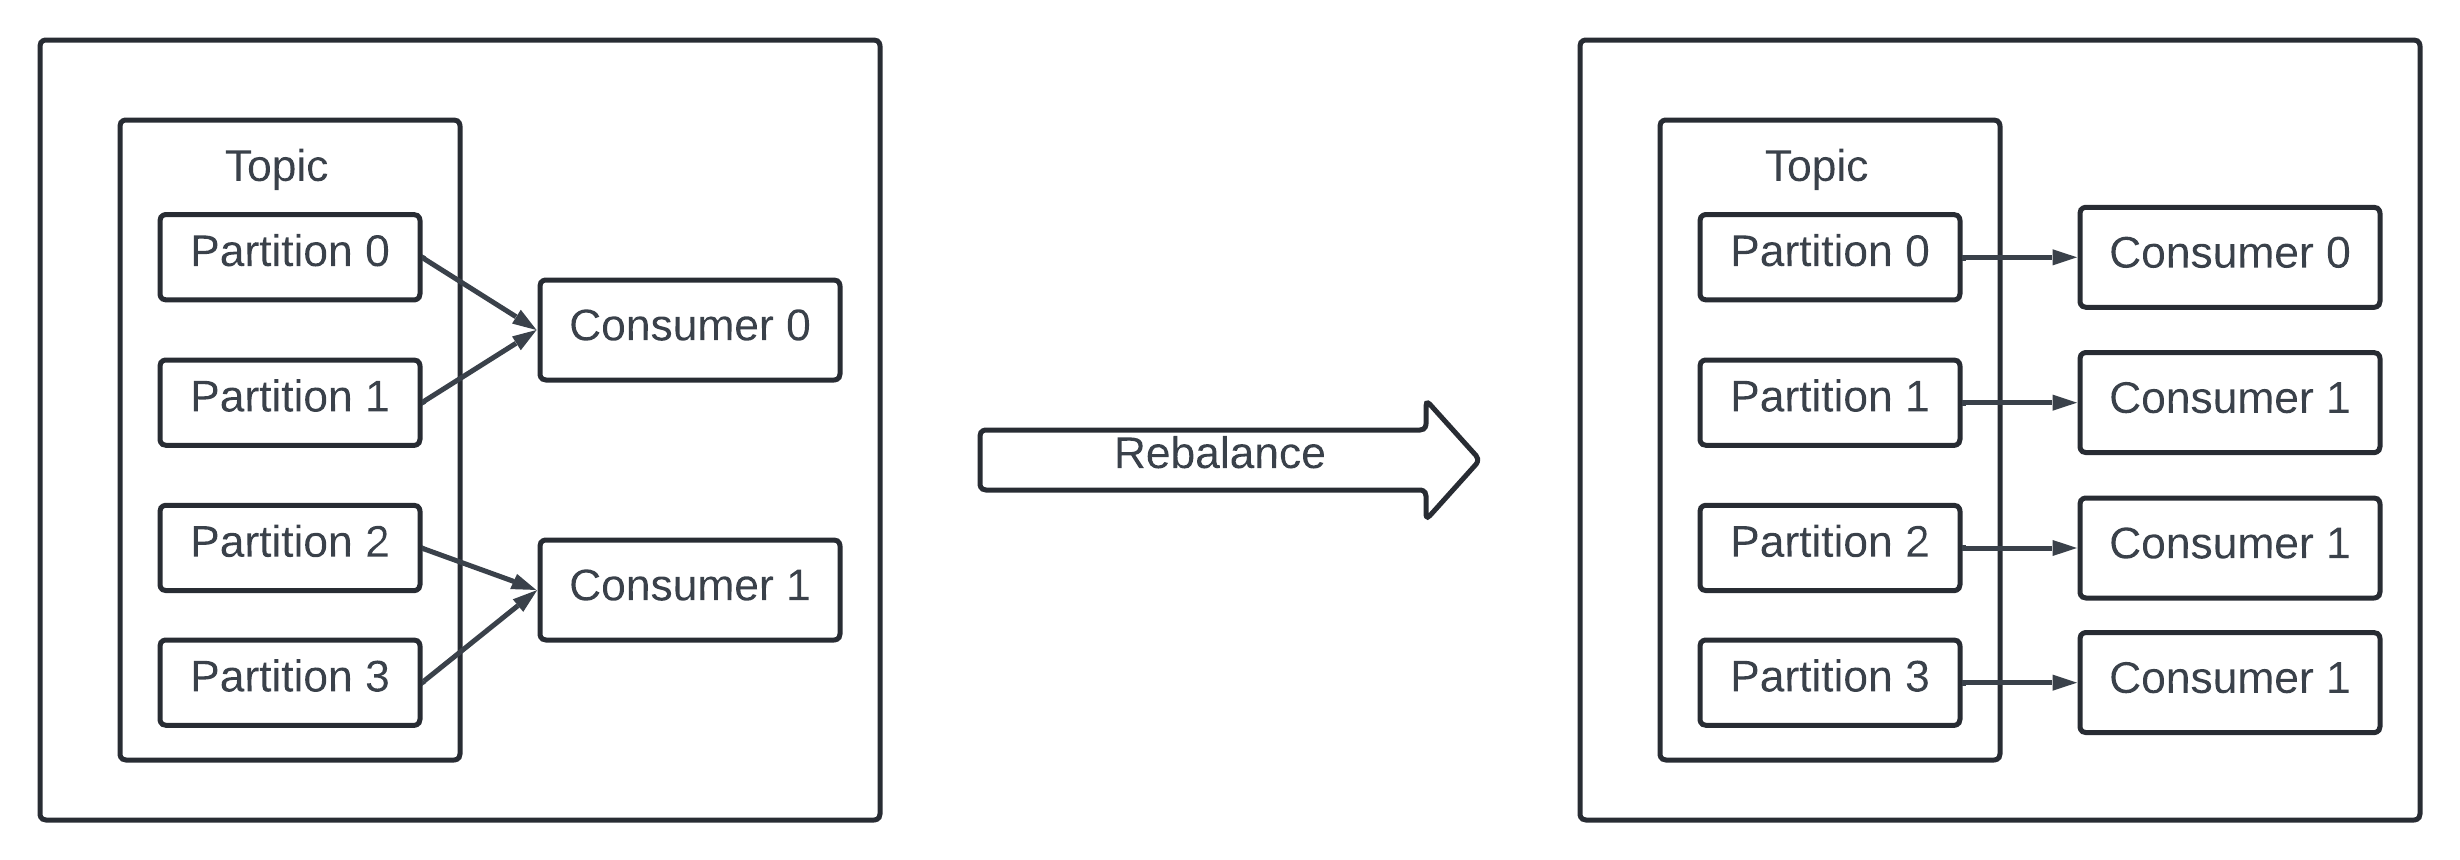 Topic
Partition 0
Partition 1
Partition 2
Partition 3
Consumer 0
Consumer 1
Rebalance
Topic
Partition 0
Partition 1
Partition 2
Partition 3
Consumer 0
Consumer 1
Consumer 1
Consumer 1